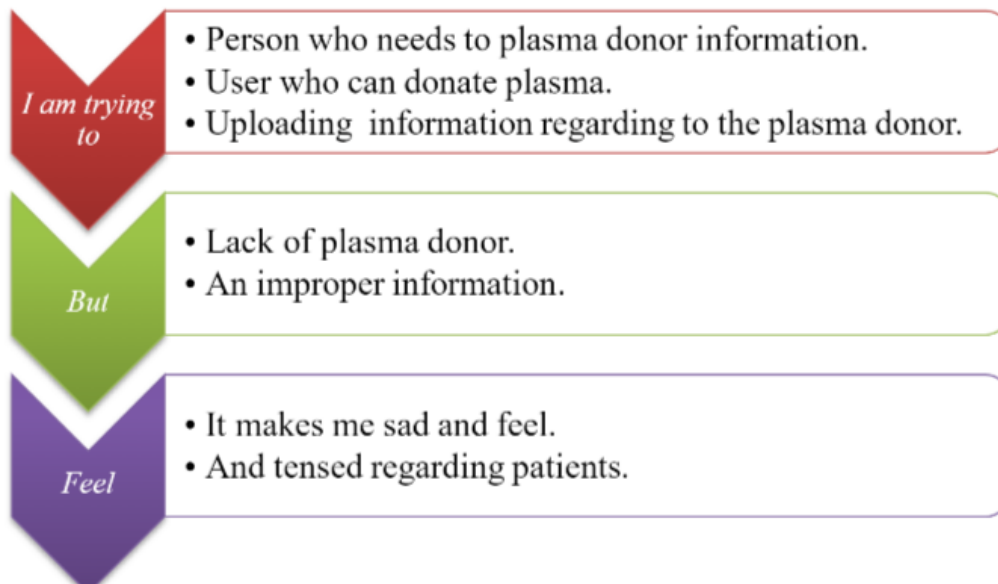 I am trying
to
• Person who needs to plasma donor information.
• User who can donate plasma.
• Uploading information regarding to the plasma donor.
But
• Lack of plasma donor.
• An improper information.
Feel
• It makes me sad and feel.
• And tensed regarding patients.